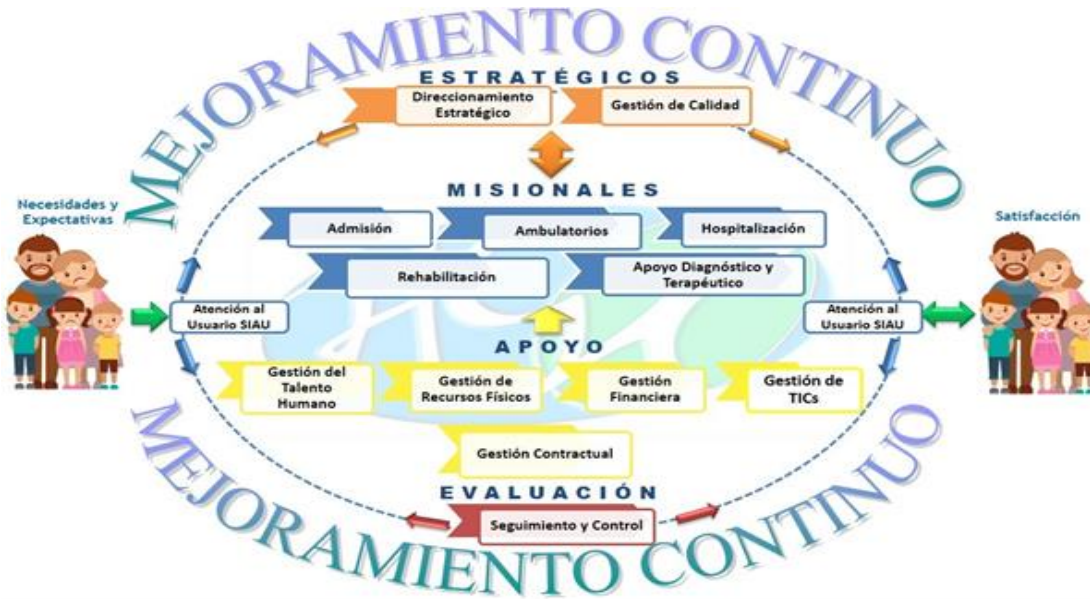 MEJORAMIENTO CONTINUO
ESTRATÉGICOS
Direccionamiento
Estratégico
Gestión de Calidad
MISIONALES
Necesidades y
Expectativas
Satisfacción
Admisión
Ambulatorios
Hospitalización
Rehabilitación
Apoyo Diagnóstico y
Terapéutico
Atención al
Usuario SIAU
Atención al
Usuario SIAU
APOYO
Gestión del
Talento
Humano
Gestión de
Recursos Físicos
Gestión
Financiera
Gestión de
TICs
Gestión Contractual
EVALUACIÓN
Seguimiento y Control
MEJORAMIENTO CONTINUO